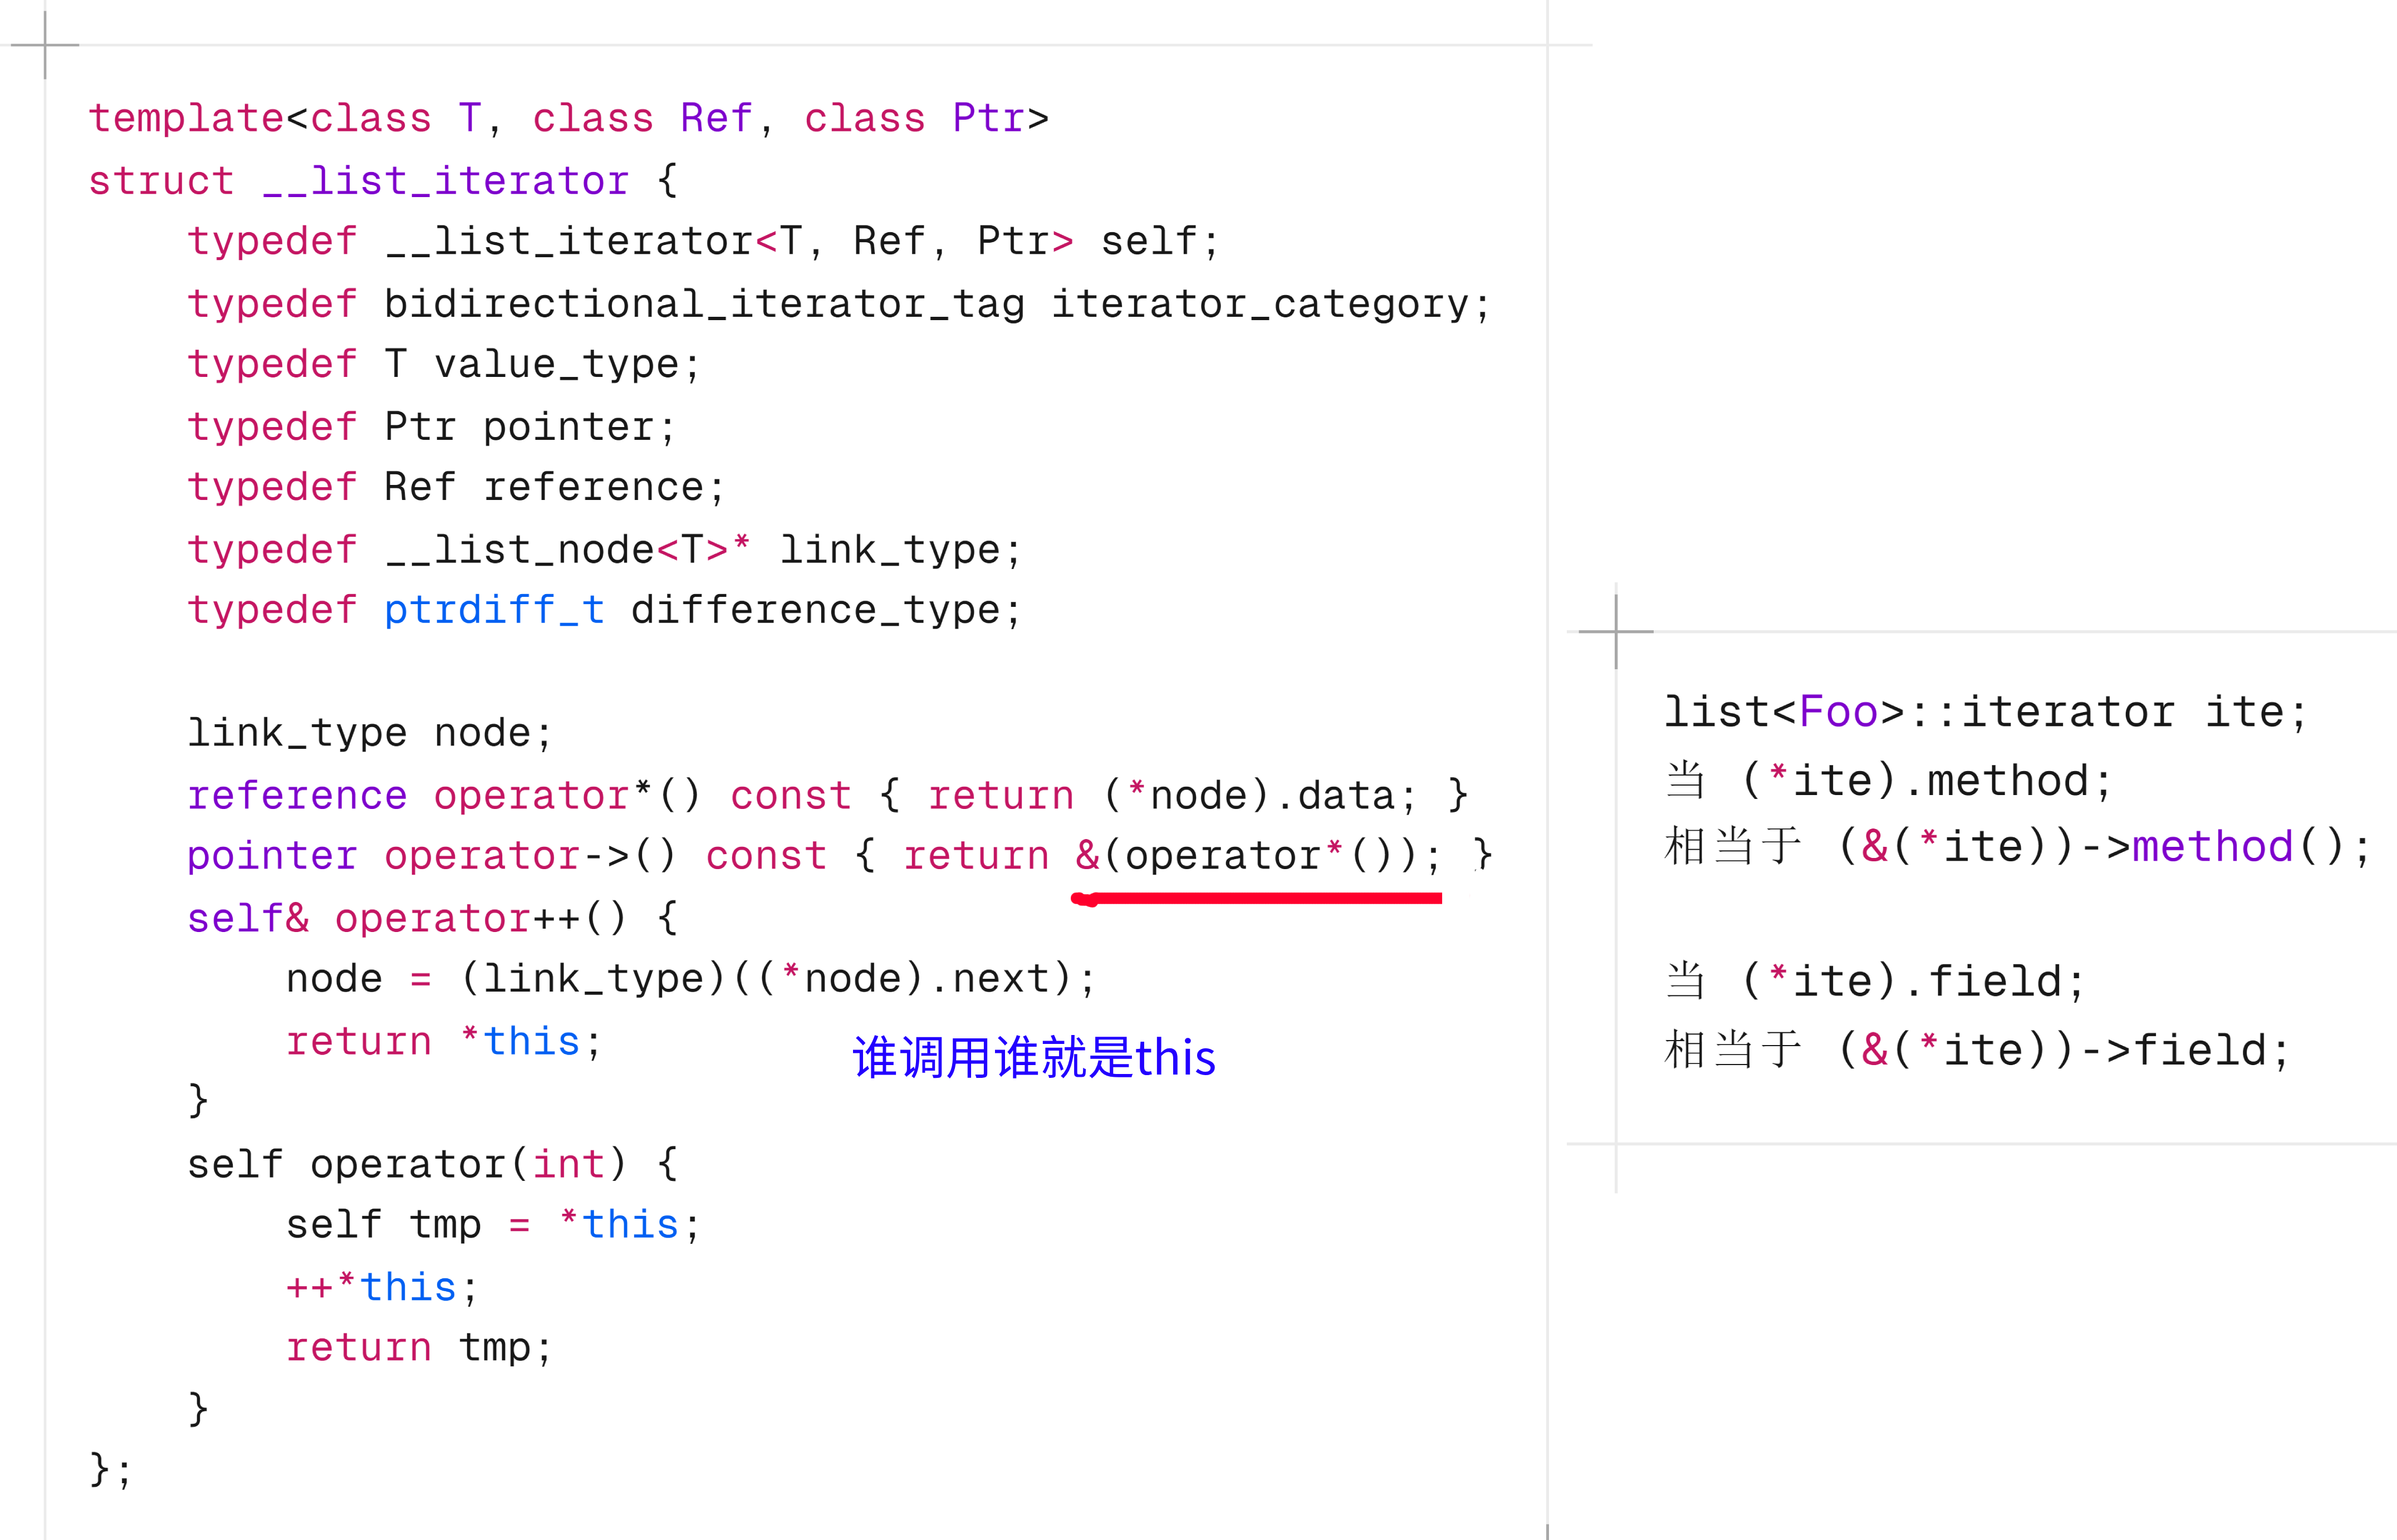 template<class T, class Ref, class Ptr>
struct __list_iterator {
typedef __list_iterator<T, Ref, Ptr> self;
typedef bidirectional_iterator_tag iterator_category;
typedef T value_type;
typedef Ptr pointer;
typedef Ref reference;
typedef __list_node<T>* link_type;
typedef ptrdiff_t difference_type;
link_type node;
reference operator*() const { return (*node).data; }
pointer operator->() const { return &(operator*()); }
self& operator++() {
node = (link_type)((*node).next);
return *this;
谁调用谁就是this
}
self operator(int) {
self tmp = *this;
++*this;
return tmp;
}
};
list<Foo>::iterator ite;
当 (*ite).method;
相当于 (&(*ite))->method();
当 (*ite).field;
相当于 (&(*ite))->field;